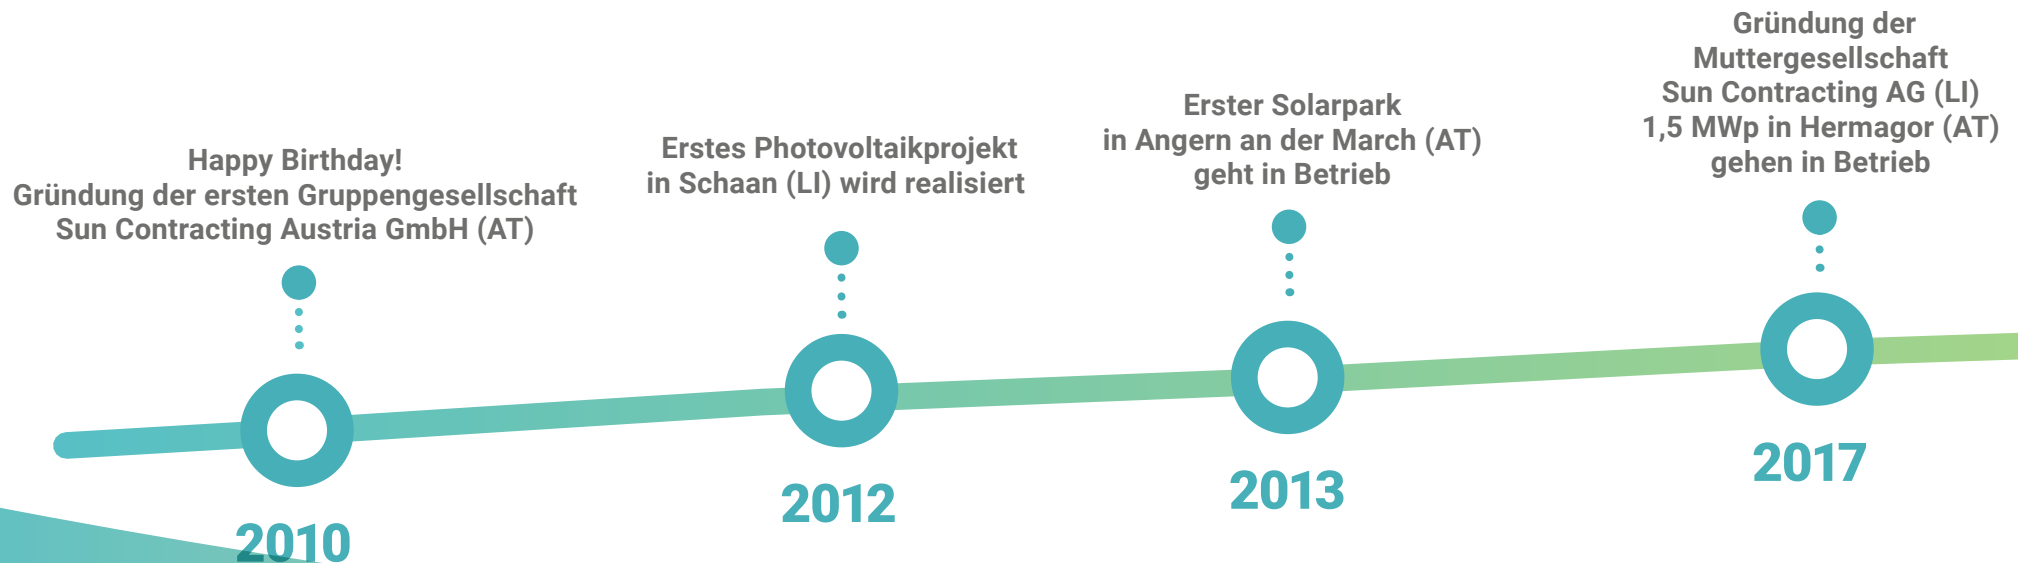 Happy Birthday!
Gründung der ersten Gruppengesellschaft
Sun Contracting Austria GmbH (AT)
2010
Erstes Photovoltaikprojekt
in Schaan (LI) wird realisiert
2012
Erster Solarpark
in Angern an der March (AT)
geht in Betrieb
2013
Gründung der
Muttergesellschaft
Sun Contracting AG (LI)
1,5 MWp in Hermagor (AT)
gehen in Betrieb
2017